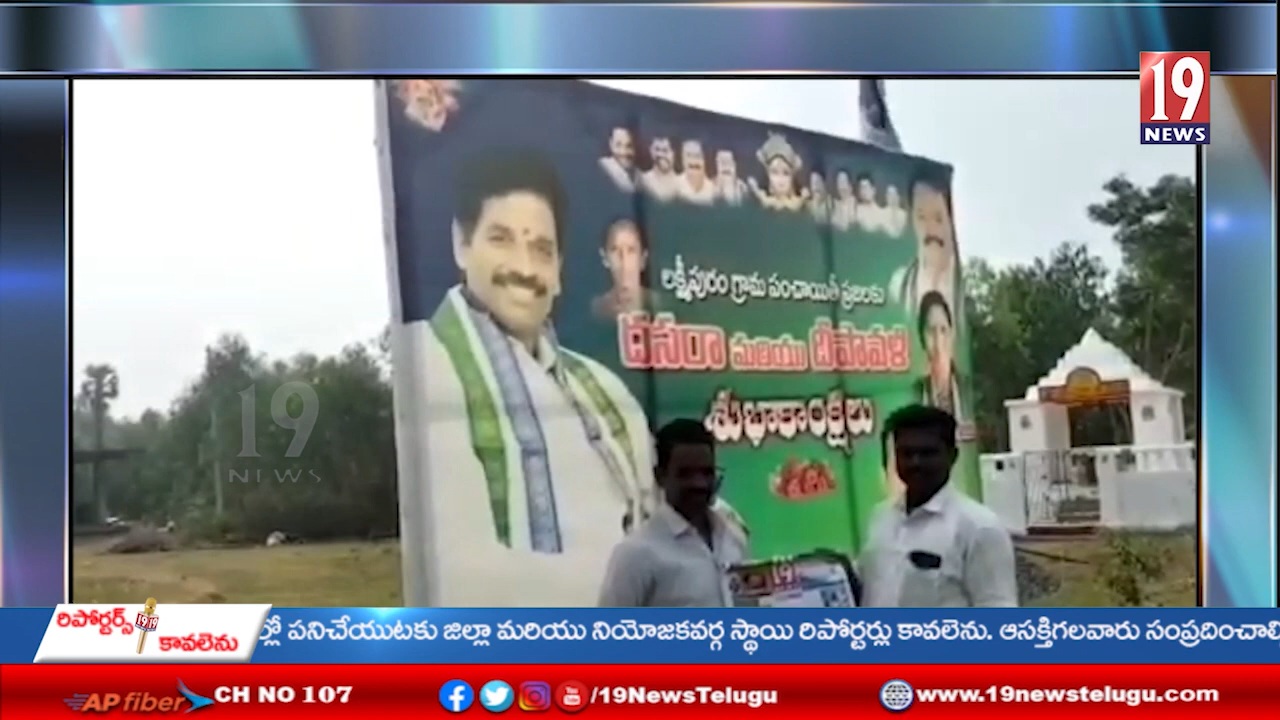 19
NEWS
లక్ష్మీపురం గ్రామ పంచాయితీ ప్రజలకు
దసరా మరియు దీపావళి
శుభాకాంక్షలు
19
NEWS
19
రిపోర్టర్స్
కావలెను
ల్లో పనిచేయుటకు జిల్లా మరియు నియోజకవర్గ స్థాయి రిపోర్టర్లు కావలెను. ఆసక్తిగలవారు సంప్రదించాలి
AP fiber CH NO 107 /19NewsTelugu www.19newstelugu.com